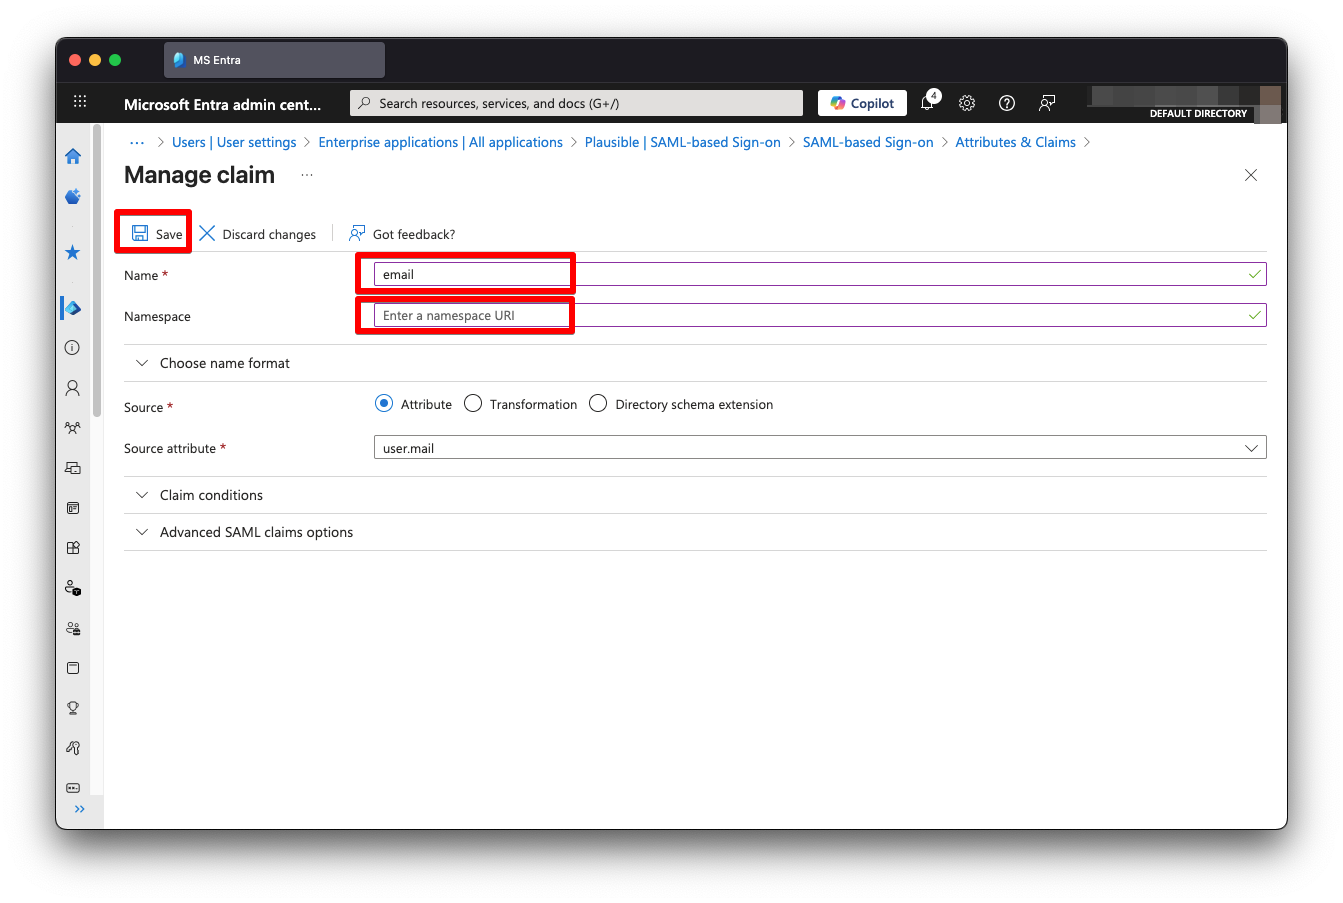 MS Entra
Microsoft Entra admin cent...
Search resources, services, and docs (G+/)
Copilot
4
DEFAULT DIRECTORY
... > Users | User settings > Enterprise applications | All applications > Plausible | SAML-based Sign-on > SAML-based Sign-on > Attributes & Claims >
Manage claim ...
Save
Discard changes
Got feedback?
Name *
email
Namespace
Enter a namespace URI
Choose name format
Source *
Attribute
Transformation
Directory schema extension
Source attribute *
user.mail
Claim conditions
Advanced SAML claims options